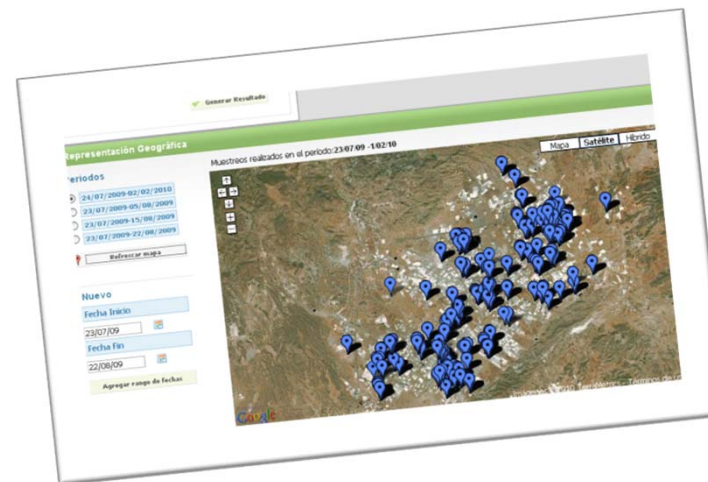 Generar Resultado
Representación Geográfica
Periodos
24/07/2009-02/02/2010
23/07/2009-05/08/2009
23/07/2009-15/08/2009
23/07/2009-22/08/2009
Refrescar mapa
Nuevo
Fecha Inicio
23/07/09
Fecha Fin
22/08/09
Agregar rango de fechas
Muestreos realizados en el periodo:23/07/09 -1/02/10
Mapa Satélite Híbrido
Google
Términos de